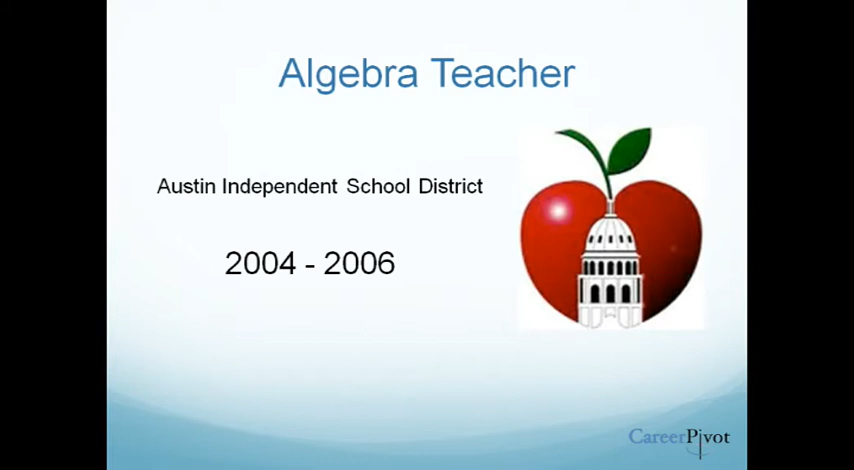 Algebra Teacher
Austin Independent School District
2004 - 2006
CareerPivot